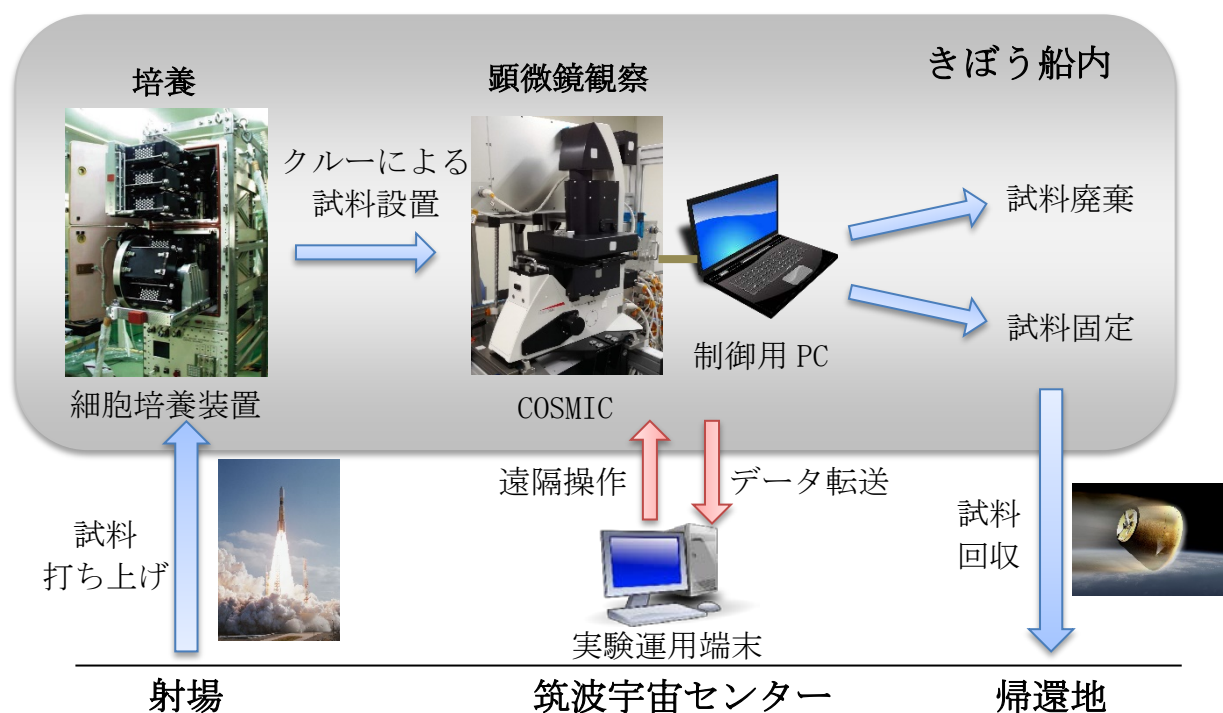 きぼう船内
培養
顕微鏡観察
クルーによる
試料設置
試料廃棄
試料固定
制御用 PC
細胞培養装置
COSMIC
遠隔操作
データ転送
試料
打ち上げ
試料
回収
実験運用端末
射場
筑波宇宙センター
帰還地